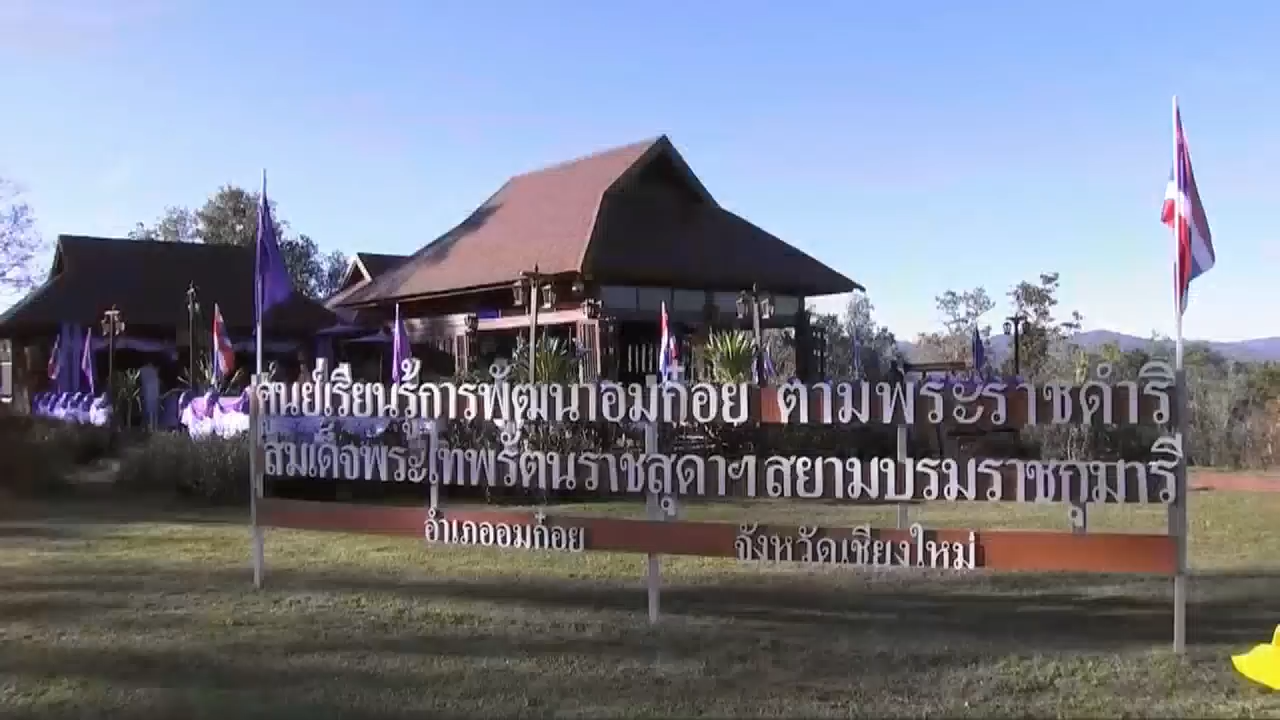 ศูนย์เรียนรู้การพัฒนาอมก๋อย ตามพระราชดำริ
สมเด็จพระเทพรัตนราชสุดาฯ สยามบรมราชกุมารี
อำเภออมก๋อย จังหวัดเชียงใหม่